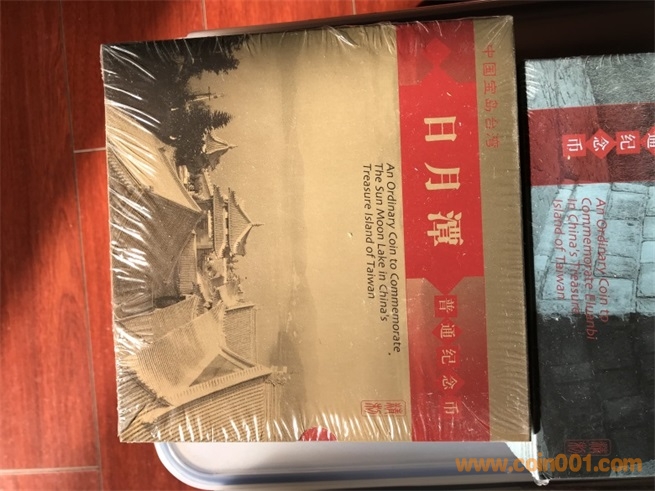 中国宝岛台湾
日月潭
普通纪念币
An Ordinary Coin to Commemorate
The Sun Moon Lake in China's
Treasure Island of Taiwan
通纪念币
An Ordinary Coin to
Commemorate Eluanbi
in China's Treasure
Island of Taiwan
www.coin001.com